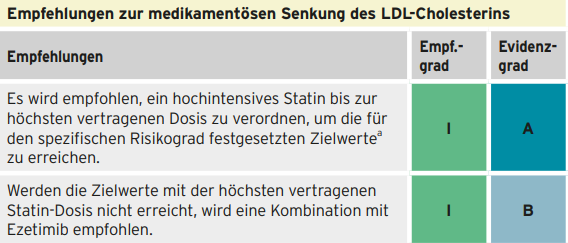 Empfehlungen zur medikamentösen Senkung des LDL-Cholesterins
Empfehlungen
Empf.-
grad
Evidenz-
grad
Es wird empfohlen, ein hochintensives Statin bis zur
höchsten vertragenen Dosis zu verordnen, um die für
den spezifischen Risikograd festgesetzten Zielwerteª
zu erreichen.
I
A
Werden die Zielwerte mit der höchsten vertragenen
Statin-Dosis nicht erreicht, wird eine Kombination mit
Ezetimib empfohlen.
I
B